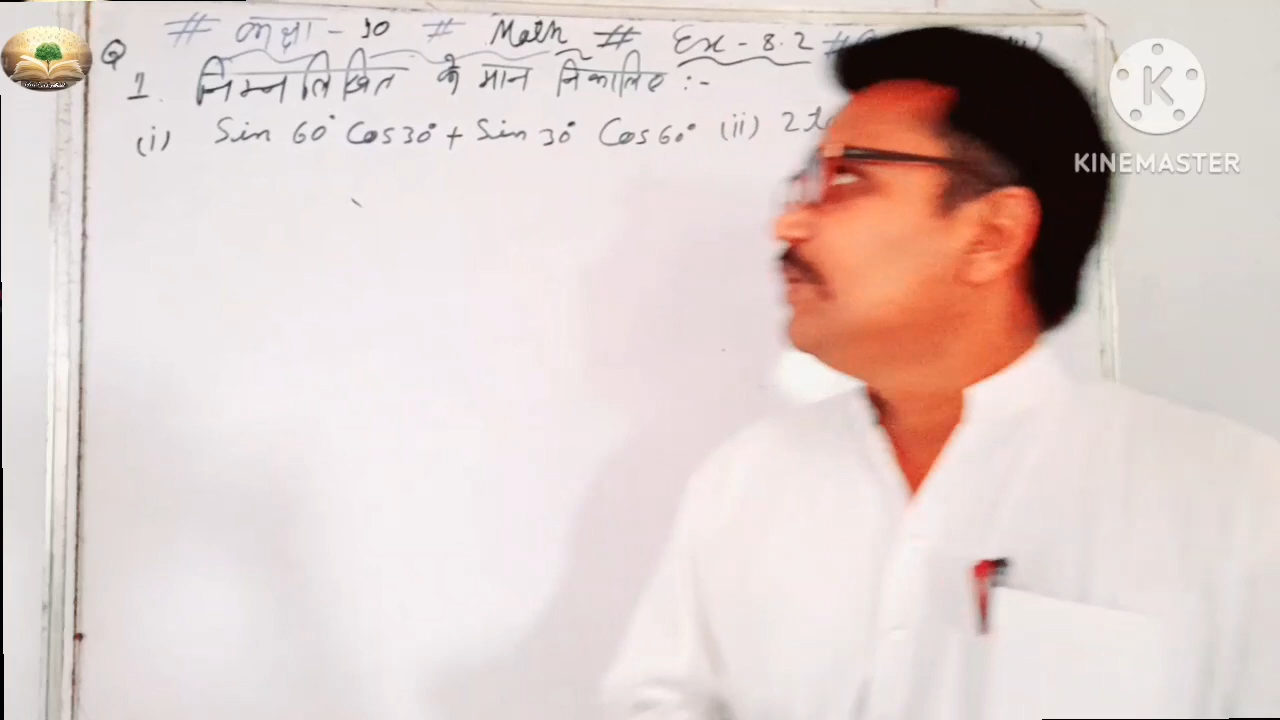 # कक्षा - 10 # Math # Ex - 8.2 #
Q 1. निम्नलिखित के मान निकालिए :-
(i) Sin 60° Cos 30° + Sin 30° Cos 60° (ii) 2
KINEMASTER